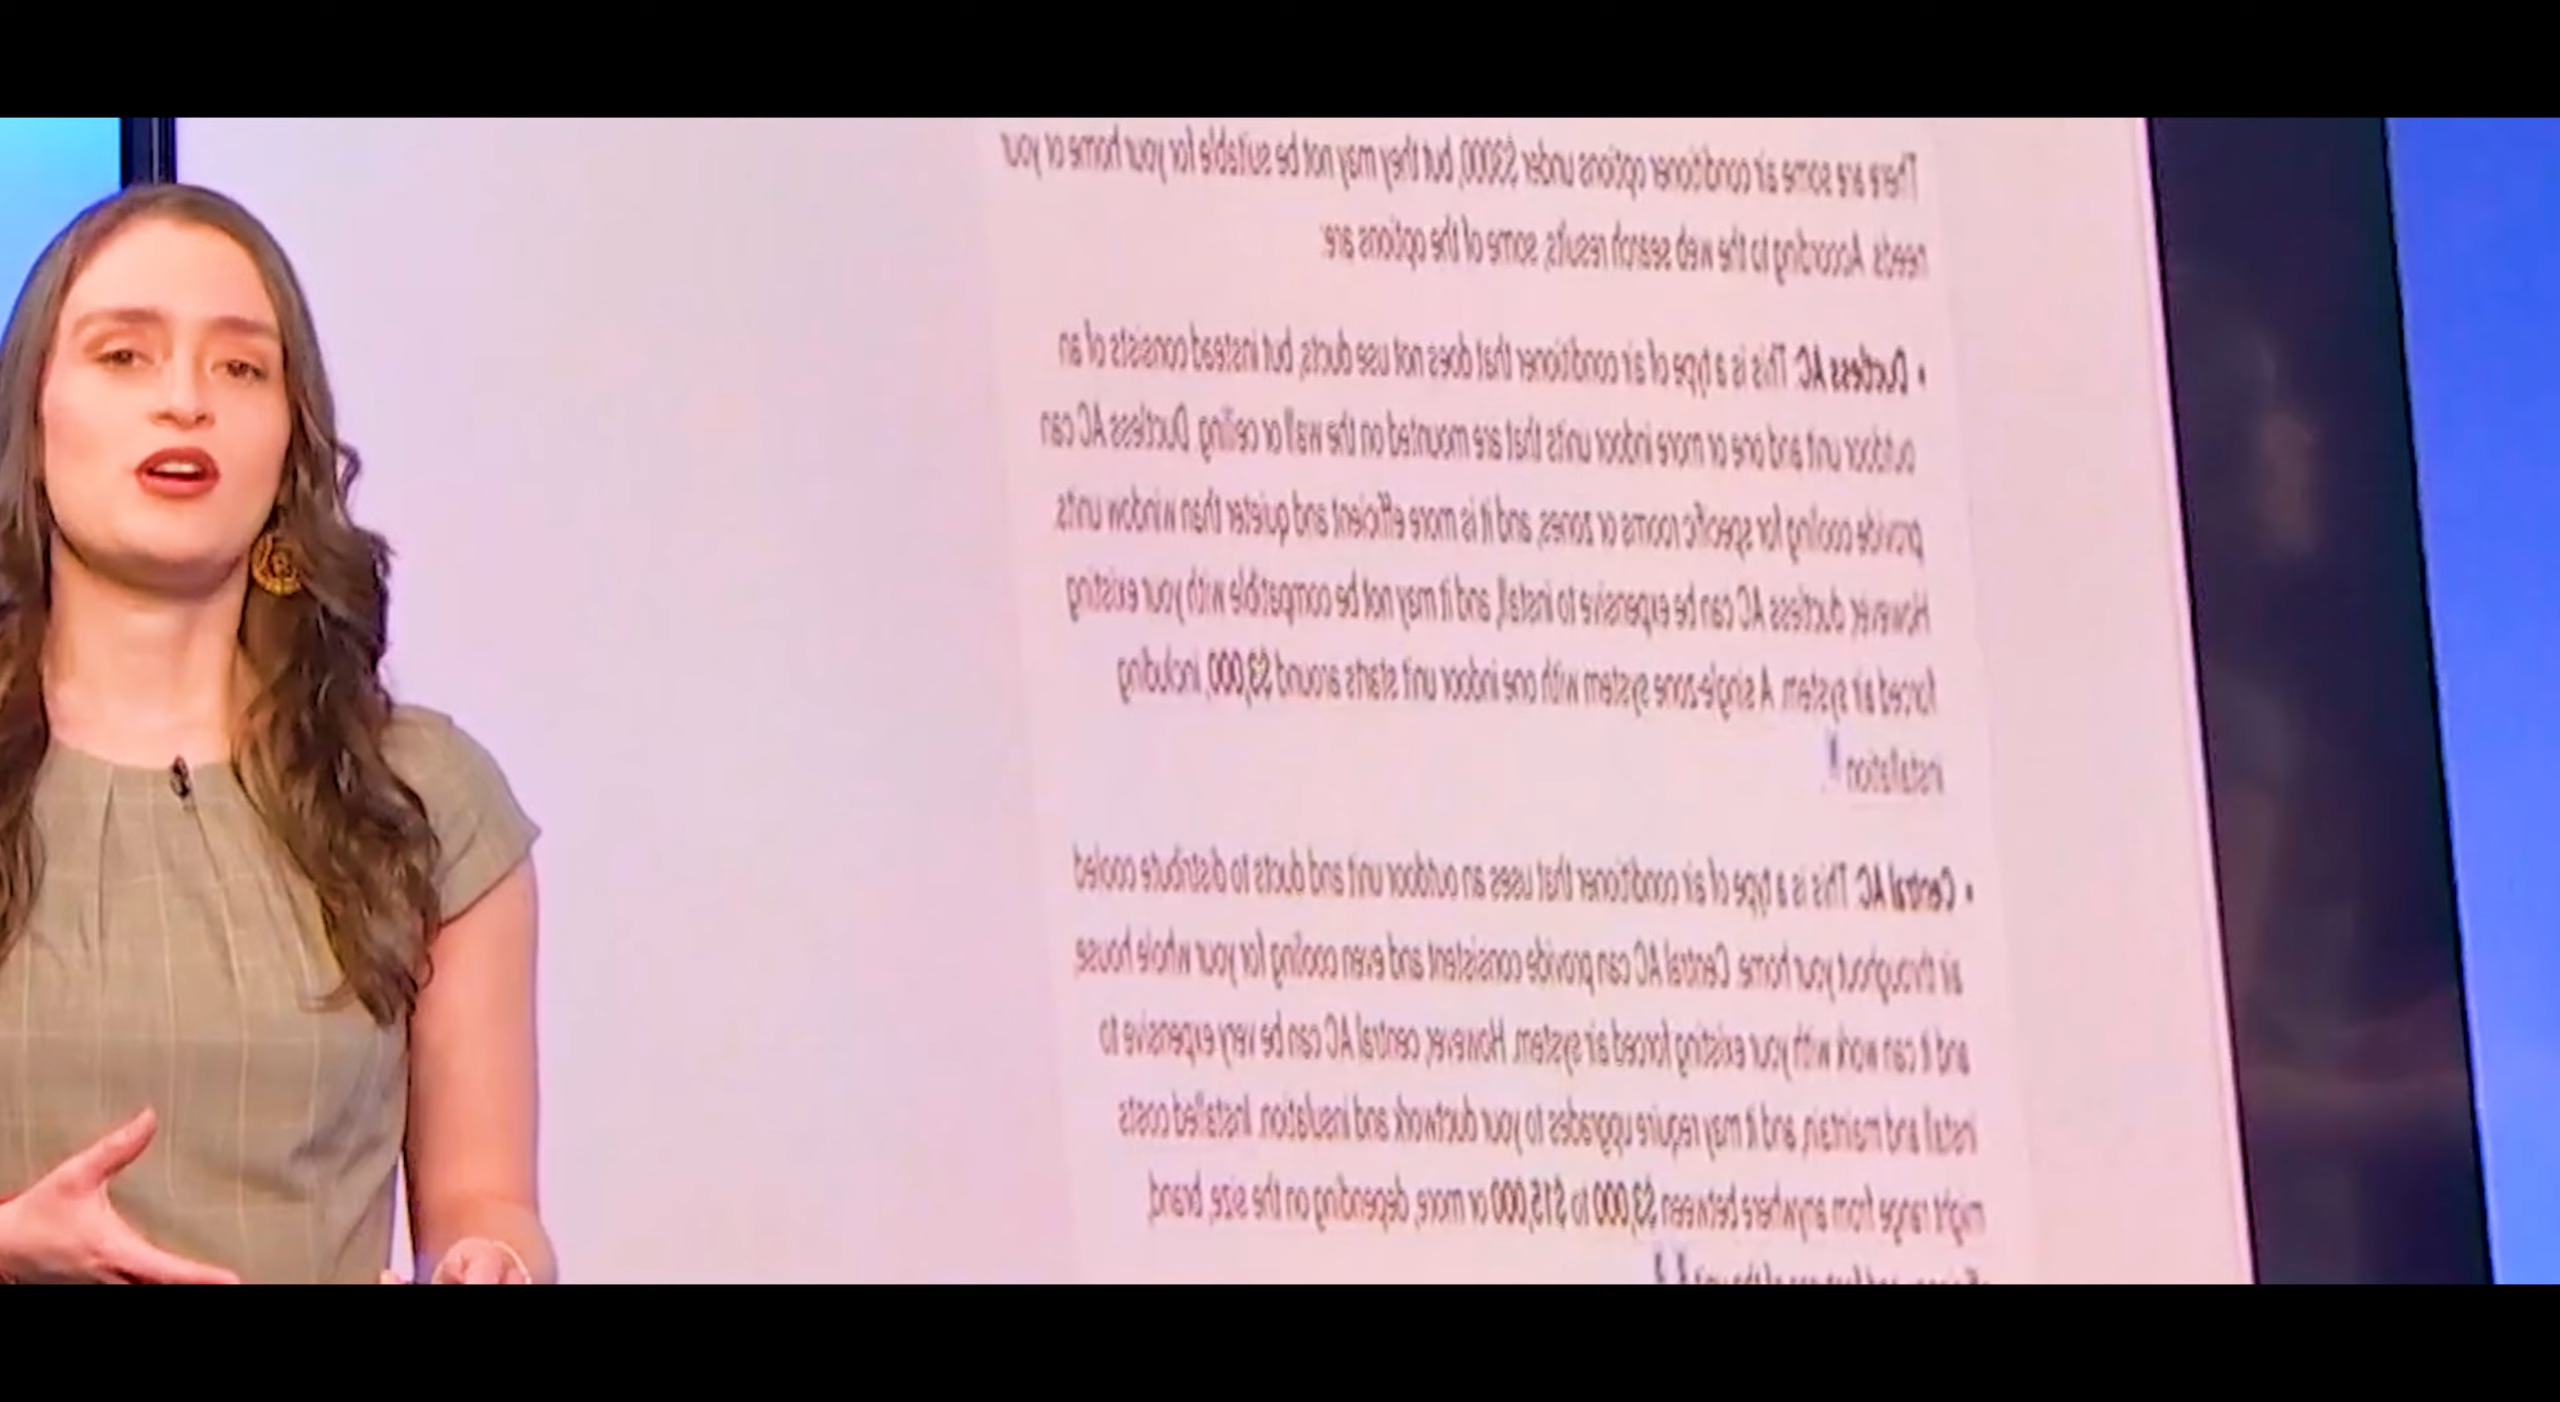 There are some air conditioner options under $3000, but they may not be suitable for your home or your
needs. According to the web search results, some of the options are:
• Ductless AC: This is a type of air conditioner that does not use ducts, but instead consists of an
outdoor unit and one or more indoor units that are mounted on the wall or ceiling. Ductless AC can
provide cooling for specific rooms or zones, and it is more efficient and quieter than window units.
However, ductless AC can be expensive to install, and it may not be compatible with your existing
forced air system. A single-zone system with one indoor unit starts around $3,000, including
installation
• Central AC: This is a type of air conditioner that uses an outdoor unit and ducts to distribute cooled
air throughout your home. Central AC can provide consistent and even cooling for your whole house,
and it can work with your existing forced air system. However, central AC can be very expensive to
install and maintain, and it may require upgrades to your ductwork and insulation. Installed costs
might range from anywhere between $3,000 to $15,000 or more, depending on the size, brand,